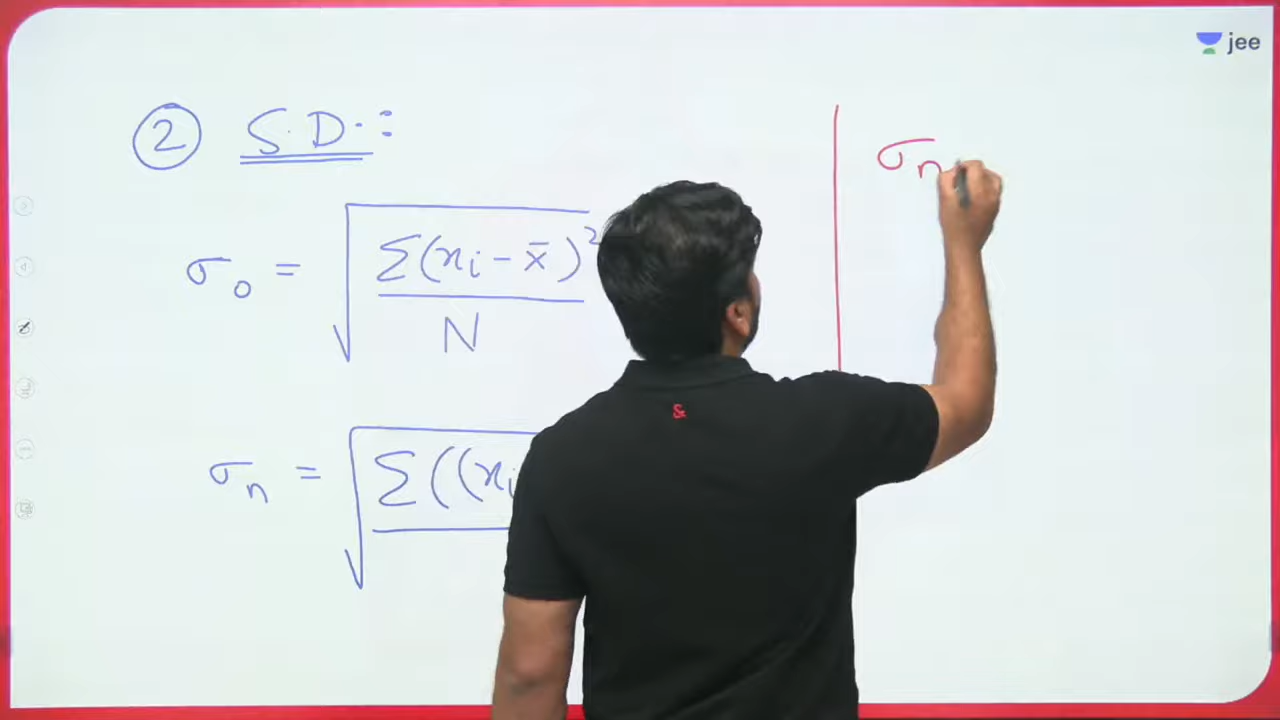 jee
② S.D. :
σ₀ = √(Σ(xᵢ - x̄)²/N)
σₙ = √(Σ((xᵢ
σₙ
&